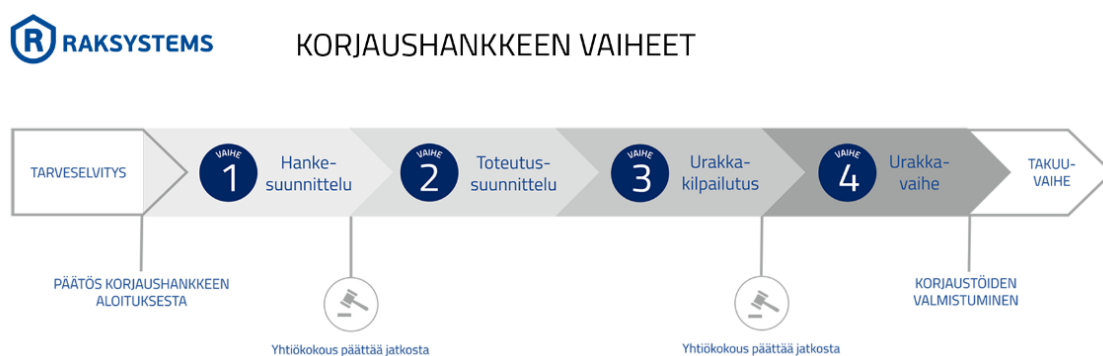 R RAKSYSTEMS
KORJAUSHANKKEEN VAIHEET
TARVESELVITYS
VAIHE
1
Hanke-
suunnittelu
VAIHE
2
Toteutus-
suunnittelu
VAIHE
3
Urakka-
kilpailutus
VAIHE
4
Urakka-
vaihe
TAKUU-
VAIHE
PÄÄTÖS KORJAUSHANKKEEN
ALOITUKSESTA
Yhtiökokous päättää jatkosta
Yhtiökokous päättää jatkosta
KORJAUSTÖIDEN
VALMISTUMINEN